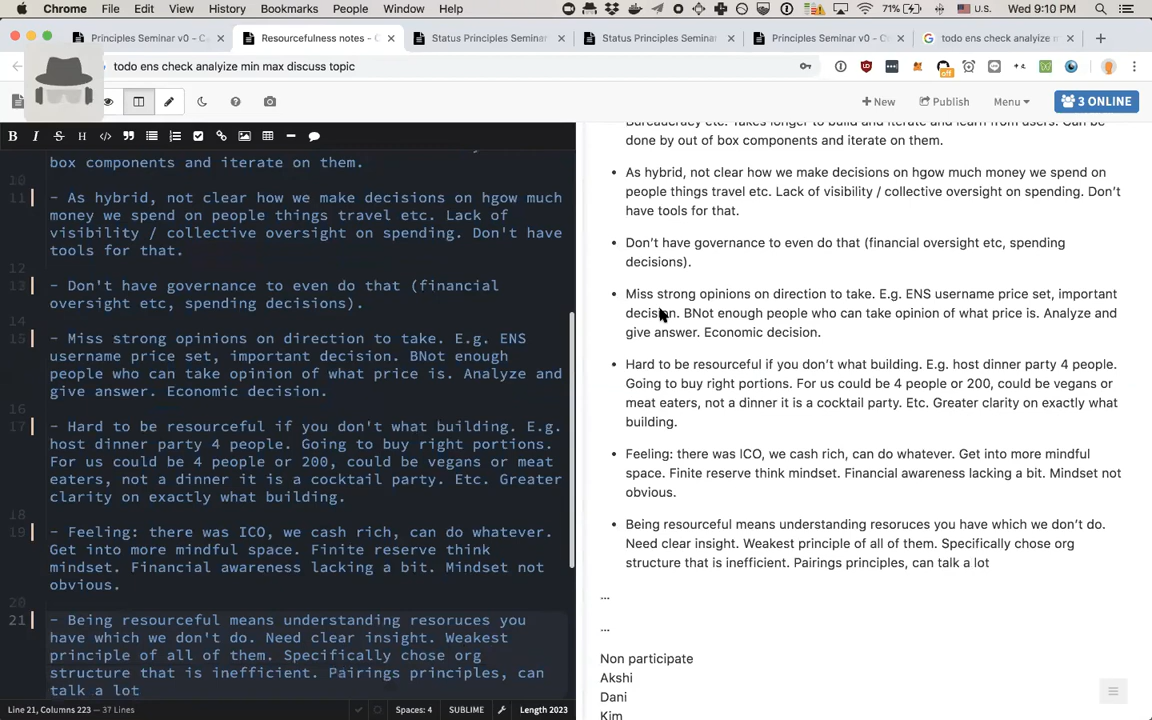 Chrome File Edit View History Bookmarks People Window Help 71% U.S. Wed 9:10 PM
Principles Seminar v0 - C
Resourcefulness notes - C
Status Principles Seminar
Status Principles Seminar
Principles Seminar v0 - C
todo ens check analyize m
todo ens check analyize min max discuss topic
off
+ New Publish Menu 3 ONLINE
B I S H
box components and iterate on them.
10
11 - As hybrid, not clear how we make decisions on hgow much
money we spend on people things travel etc. Lack of
visibility / collective oversight on spending. Don't have
tools for that.
12
13 - Don't have governance to even do that (financial
oversight etc, spending decisions).
14
15 - Miss strong opinions on direction to take. E.g. ENS
username price set, important decision. BNot enough
people who can take opinion of what price is. Analyze and
give answer. Economic decision.
16
17 - Hard to be resourceful if you don't what building. E.g.
host dinner party 4 people. Going to buy right portions.
For us could be 4 people or 200, could be vegans or meat
eaters, not a dinner it is a cocktail party. Etc. Greater
clarity on exactly what building.
18
19 - Feeling: there was ICO, we cash rich, can do whatever.
Get into more mindful space. Finite reserve think
mindset. Financial awareness lacking a bit. Mindset not
obvious.
20
21 - Being resourceful means understanding resoruces you
have which we don't do. Need clear insight. Weakest
principle of all of them. Specifically chose org
structure that is inefficient. Pairings principles, can
talk a lot
Line 21, Columns 223 — 37 Lines
Spaces: 4 SUBLIME Length 2023
Bureaucracy etc. Takes longer to build and iterate and learn from users. Can be
done by out of box components and iterate on them.
• As hybrid, not clear how we make decisions on hgow much money we spend on
people things travel etc. Lack of visibility / collective oversight on spending. Don’t
have tools for that.
• Don’t have governance to even do that (financial oversight etc, spending
decisions).
• Miss strong opinions on direction to take. E.g. ENS username price set, important
decision. BNot enough people who can take opinion of what price is. Analyze and
give answer. Economic decision.
• Hard to be resourceful if you don’t what building. E.g. host dinner party 4 people.
Going to buy right portions. For us could be 4 people or 200, could be vegans or
meat eaters, not a dinner it is a cocktail party. Etc. Greater clarity on exactly what
building.
• Feeling: there was ICO, we cash rich, can do whatever. Get into more mindful
space. Finite reserve think mindset. Financial awareness lacking a bit. Mindset not
obvious.
• Being resourceful means understanding resoruces you have which we don’t do.
Need clear insight. Weakest principle of all of them. Specifically chose org
structure that is inefficient. Pairings principles, can talk a lot
…
…
Non participate
Akshi
Dani
Kim